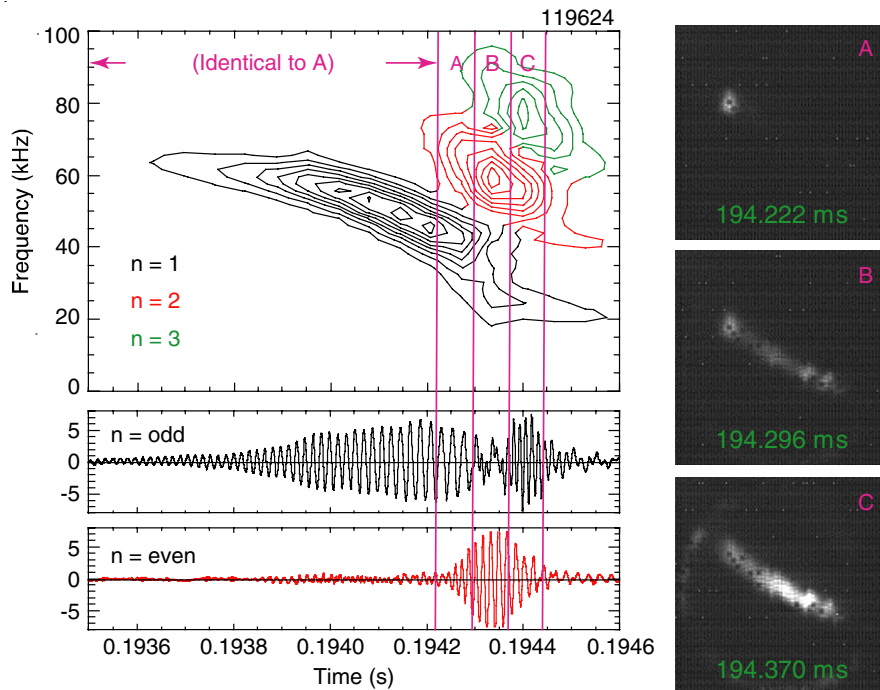 119624
100
80
60
40
20
0
Frequency (kHz)
(Identical to A)
A
B
C
n = 1
n = 2
n = 3
5
0
-5
n = odd
5
0
-5
n = even
0.1936
0.1938
0.1940
0.1942
0.1944
0.1946
Time (s)
A
194.222 ms
B
194.296 ms
C
194.370 ms